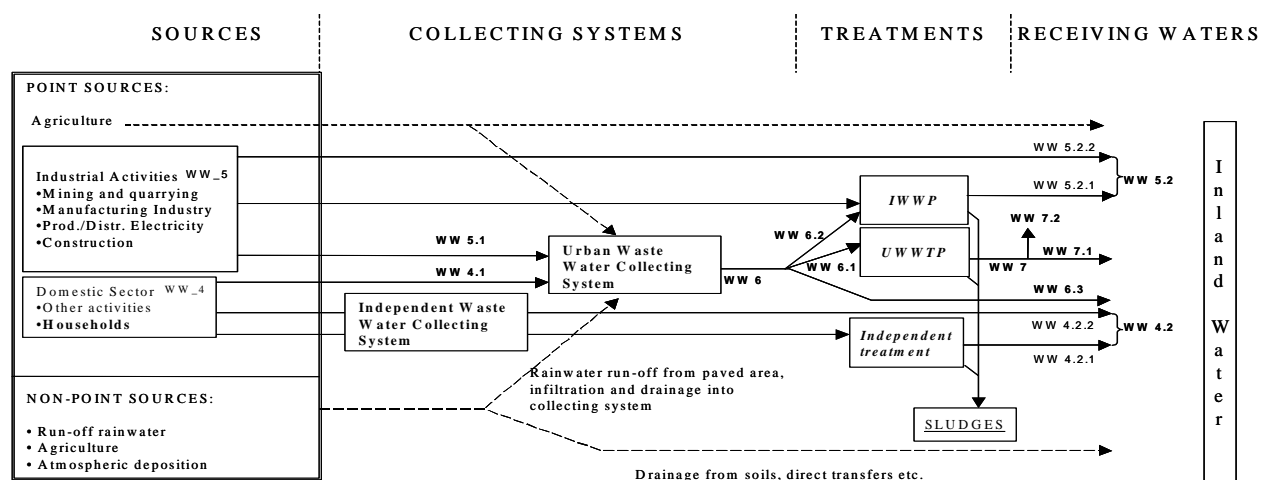 SOURCES
COLLECTING SYSTEMS
TREATMENTS
RECEIVING WATERS
POINT SOURCES:
Agriculture
Industrial Activities WW_5
•Mining and quarrying
•Manufacturing Industry
•Prod./Distr. Electricity
•Construction
Domestic Sector WW_4
•Other activities
•Households
NON-POINT SOURCES:
• Run-off rainwater
• Agriculture
• Atmospheric deposition
WW 5.1
WW 4.1
Independent Waste
Water Collecting
System
Urban Waste
Water Collecting
System
Rainwater run-off from paved area,
infiltration and drainage into
collecting system
Drainage from soils, direct transfers etc.
WW 6
WW 6.2
WW 6.1
IWWP
UWWTP
Independent
treatment
SLUDGES
WW 5.2.2
WW 5.2.1
WW 5.2
WW 7.2
WW 7.1
WW 7
WW 6.3
WW 4.2.2
WW 4.2
WW 4.2.1
Inland Water